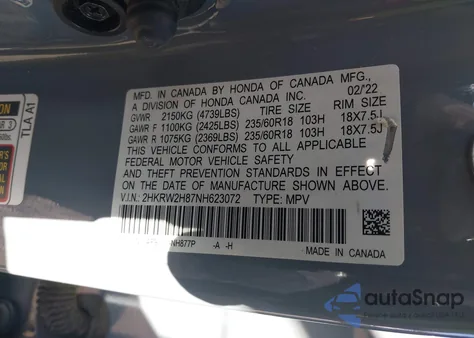 MFD. IN CANADA BY HONDA OF CANADA MFG.,
A DIVISION OF HONDA CANADA INC. 02/'22
TIRE SIZE RIM SIZE
GVWR 2150KG (4739LBS)
GAWR F 1100KG (2425LBS) 235/60R18 103H 18X7.5J
GAWR R 1075KG (2369LBS) 235/60R18 103H 18X7.5J
THIS VEHICLE CONFORMS TO ALL APPLICABLE
FEDERAL MOTOR VEHICLE SAFETY
AND THEFT PREVENTION STANDARDS IN EFFECT ON
THE DATE OF MANUFACTURE SHOWN ABOVE.
V.I.N: 2HKRW2H87NH623072 TYPE: MPV
NH877P -A -H
MADE IN CANADA
TLA A1
autoSnap